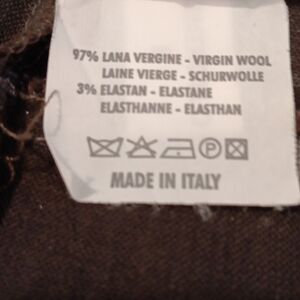 97% LANA VERGINE - VIRGIN WOOL
LAINE VIERGE - SCHURWOLLE
3% ELASTAN - ELASTANE
ELASTHANNE - ELASTHAN
P
MADE IN ITALY